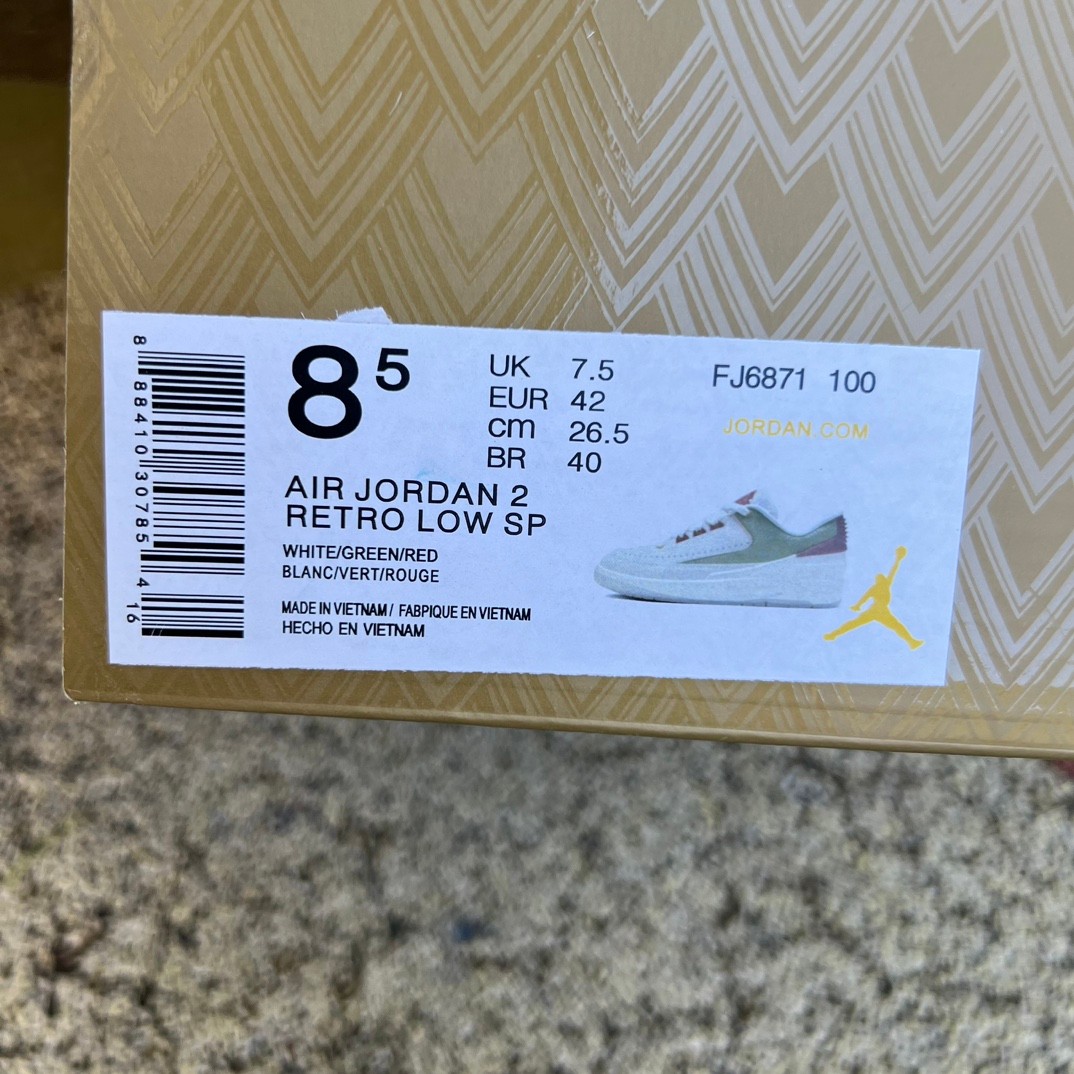 8 5
UK 7.5
EUR 42
cm 26.5
BR 40
FJ6871 100
JORDAN.COM
AIR JORDAN 2
RETRO LOW SP
WHITE/GREEN/RED
BLANC/VERT/ROUGE
MADE IN VIETNAM / FABPIQUE EN VIETNAM
HECHO EN VIETNAM
8 88410 30785 4 16